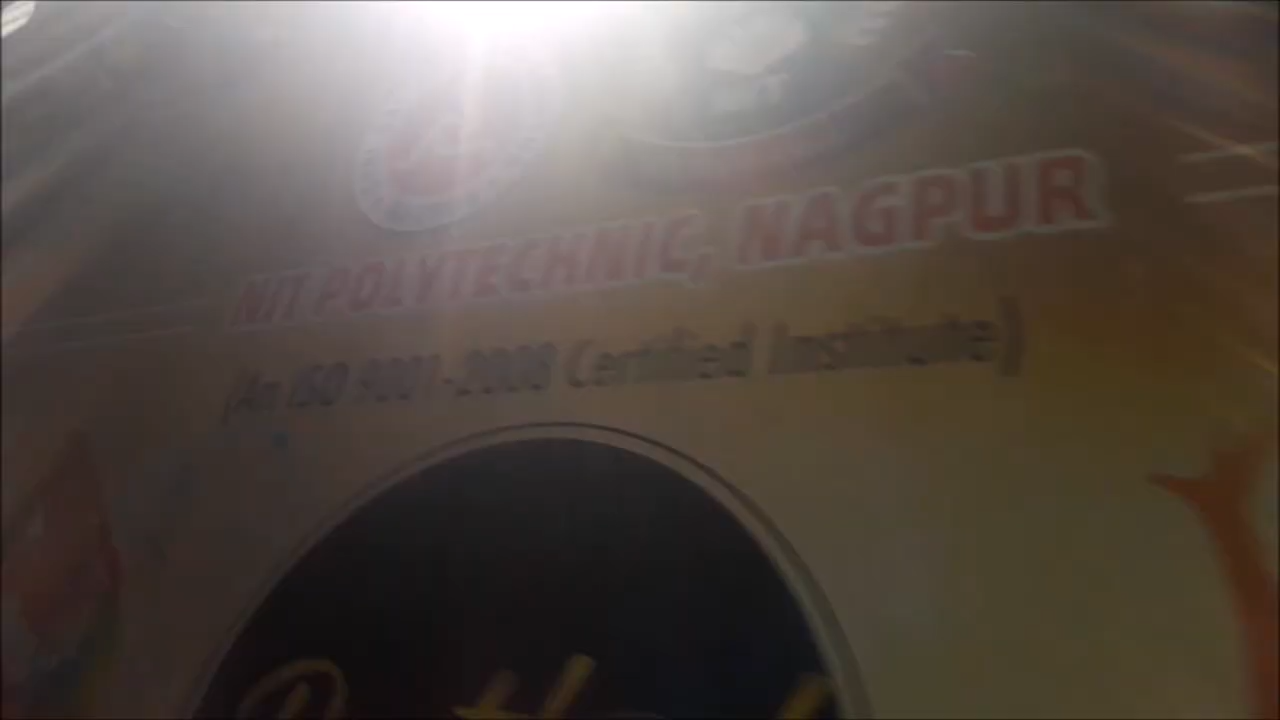 NIT POLYTECHNIC, NAGPUR
(An ISO 9001-2008 Certified Institute)